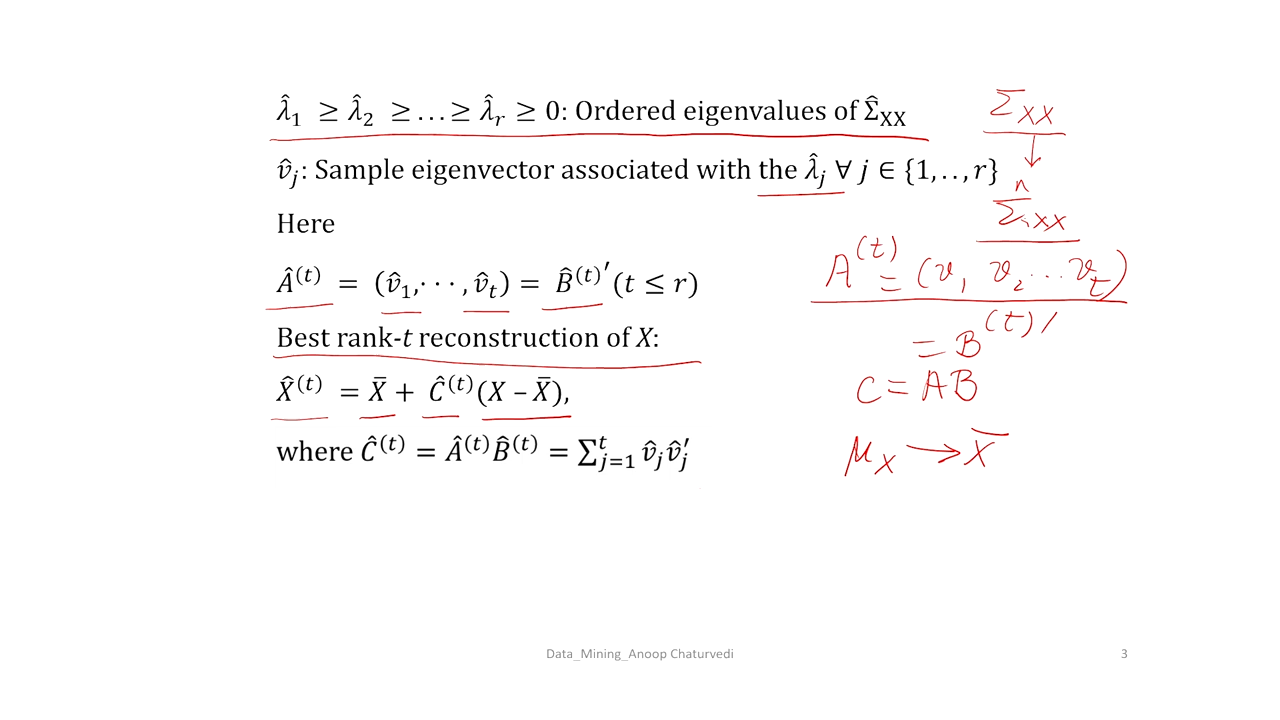 λ̂₁ ≥ λ̂₂ ≥ … ≥ λ̂ᵣ ≥ 0: Ordered eigenvalues of Σ̂XX
v̂ⱼ: Sample eigenvector associated with the λ̂ⱼ ∀ j ∈ {1,..,r}
Here
Â⁽ᵗ⁾ = (v̂₁,⋯,v̂ₜ) = B̂⁽ᵗ⁾′ (t ≤ r)
Best rank-t reconstruction of X:
X̂⁽ᵗ⁾ = X̄ + Ĉ⁽ᵗ⁾(X – X̄),
where Ĉ⁽ᵗ⁾ = Â⁽ᵗ⁾B̂⁽ᵗ⁾ = ∑ⱼ₌₁ᵗ v̂ⱼv̂ⱼ′
ΣXX
↓
Σ̂XX
A⁽ᵗ⁾ = (v₁ v₂ … vₜ)
= B⁽ᵗ⁾′
C = AB
μX → X̄
Data_Mining_Anoop Chaturvedi
3